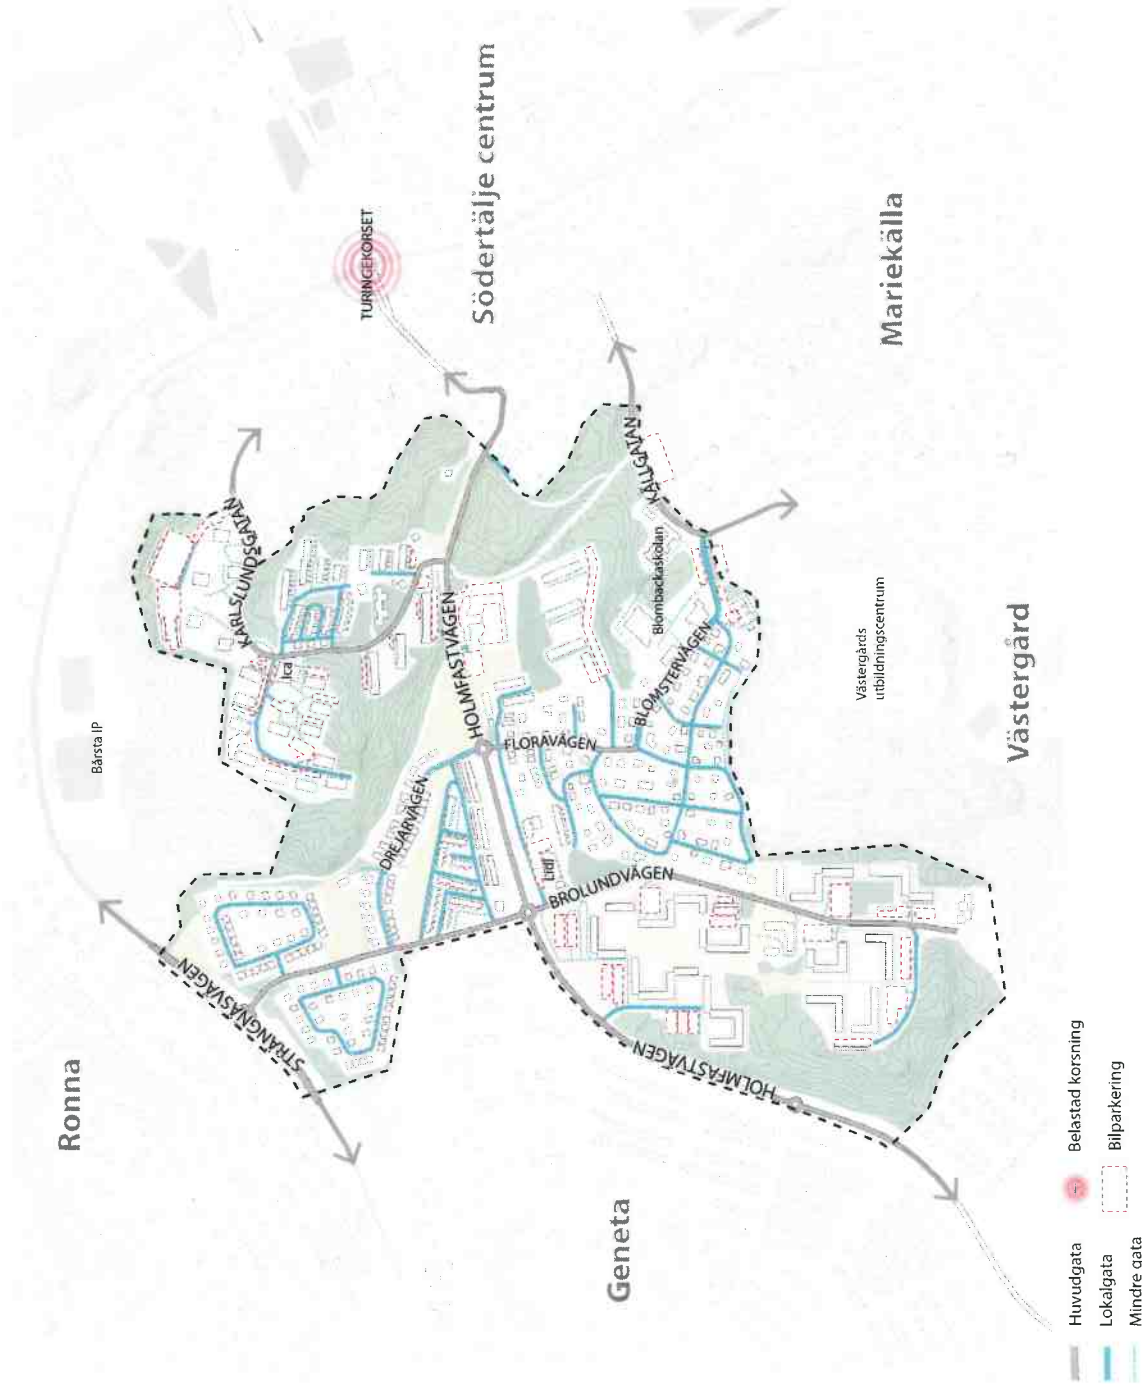 Ronna
Geneta
Bårsta IP
STRÄNGNÄSVÄGEN
DREJARVÄGEN
KARLSLUNDSGATAN
Ica
HOLMFASTVÄGEN
TURINGEKORSET
Södertälje centrum
HOLMFASTVÄGEN
BROLUNDVÄGEN
Lidl
FLORAVÄGEN
BLOMSTERVÄGEN
Blombackaskolan
KÄLLGATAN
Mariekälla
Västergårds
utbildningscentrum
Västergård
Huvudgata
Lokalgata
Mindre gata
Belastad korsning
Bilparkering